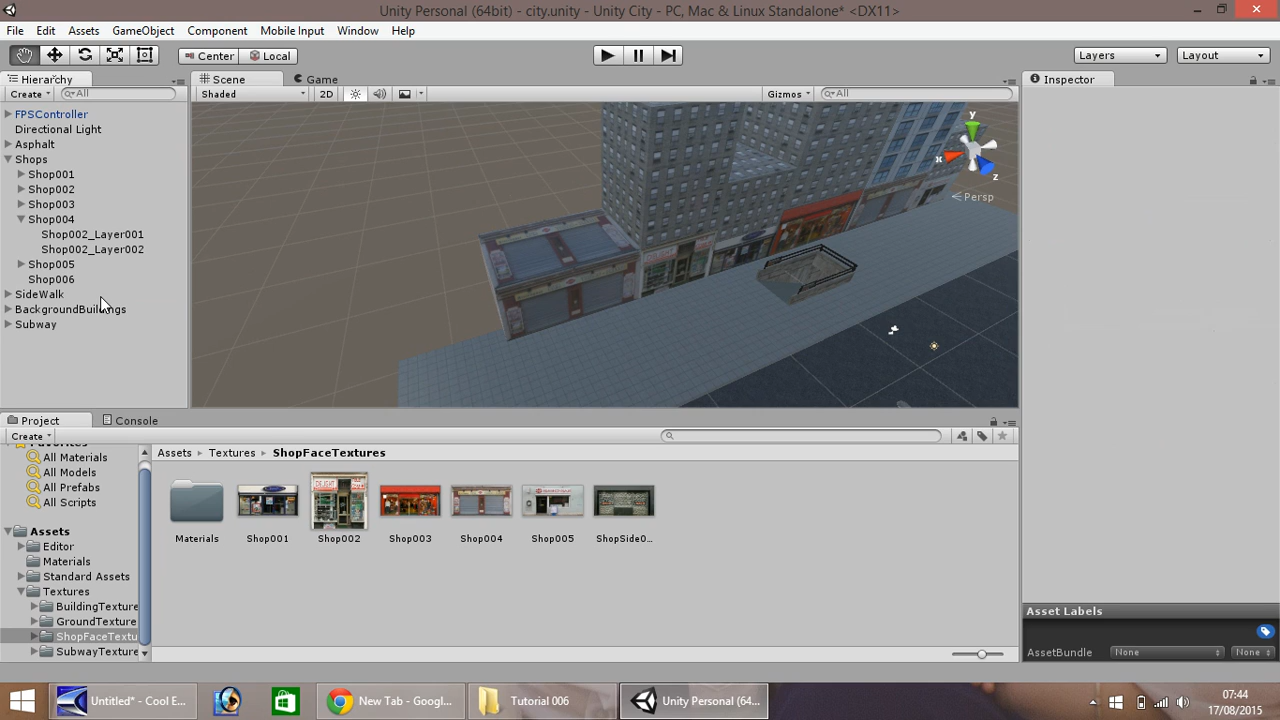 Unity Personal (64bit) - city.unity - Unity City - PC, Mac & Linux Standalone* <DX11>
File Edit Assets GameObject Component Mobile Input Window Help
Center Local Layers Layout
Hierarchy Scene Game Inspector
Create All Shaded 2D Gizmos All
FPSController
Directional Light
Asphalt
Shops
Shop001
Shop002
Shop003
Shop004
Shop002_Layer001
Shop002_Layer002
Shop005
Shop006
SideWalk
BackgroundBuildings
Subway
y
x
z
Persp
Project Console
Create
Favorites
All Materials
All Models
All Prefabs
All Scripts
Assets
Editor
Materials
Standard Assets
Textures
BuildingTexture
GroundTexture
ShopFaceTextu
SubwayTexture
Assets Textures ShopFaceTextures
Materials Shop001 Shop002 Shop003 Shop004 Shop005 ShopSide0...
Asset Labels
AssetBundle None None
Untitled* - Cool E... New Tab - Googl... Tutorial 006 Unity Personal (64...
07:44
17/08/2015